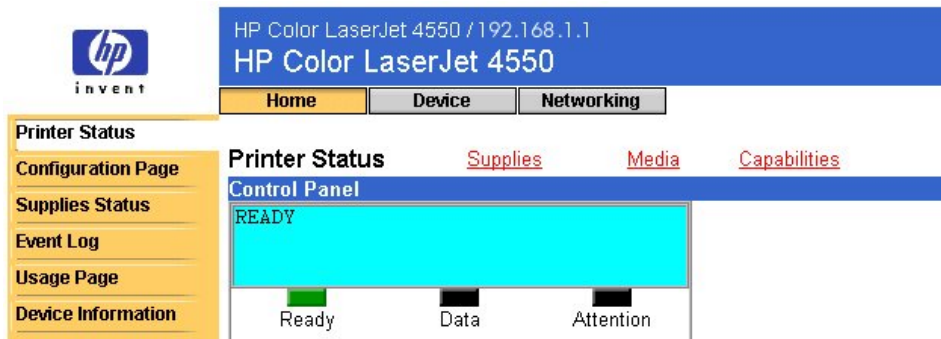 hp
invent
HP Color LaserJet 4550 / 192.168.1.1
HP Color LaserJet 4550
Home Device Networking
Printer Status
Configuration Page
Supplies Status
Event Log
Usage Page
Device Information
Printer Status Supplies Media Capabilities
Control Panel
READY
Ready Data Attention